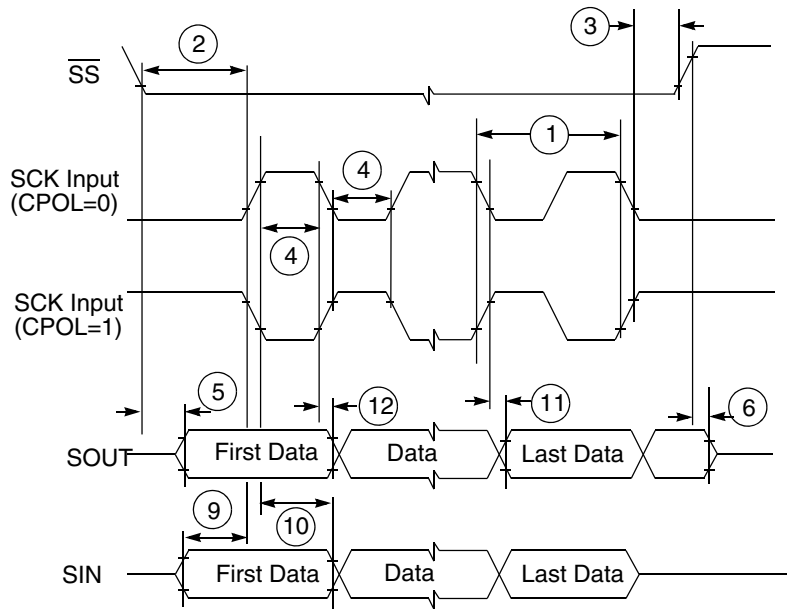 2
3
SS
1
SCK Input
(CPOL=0)
4
4
SCK Input
(CPOL=1)
5
12
11
6
SOUT
First Data
Data
Last Data
9
10
SIN
First Data
Data
Last Data